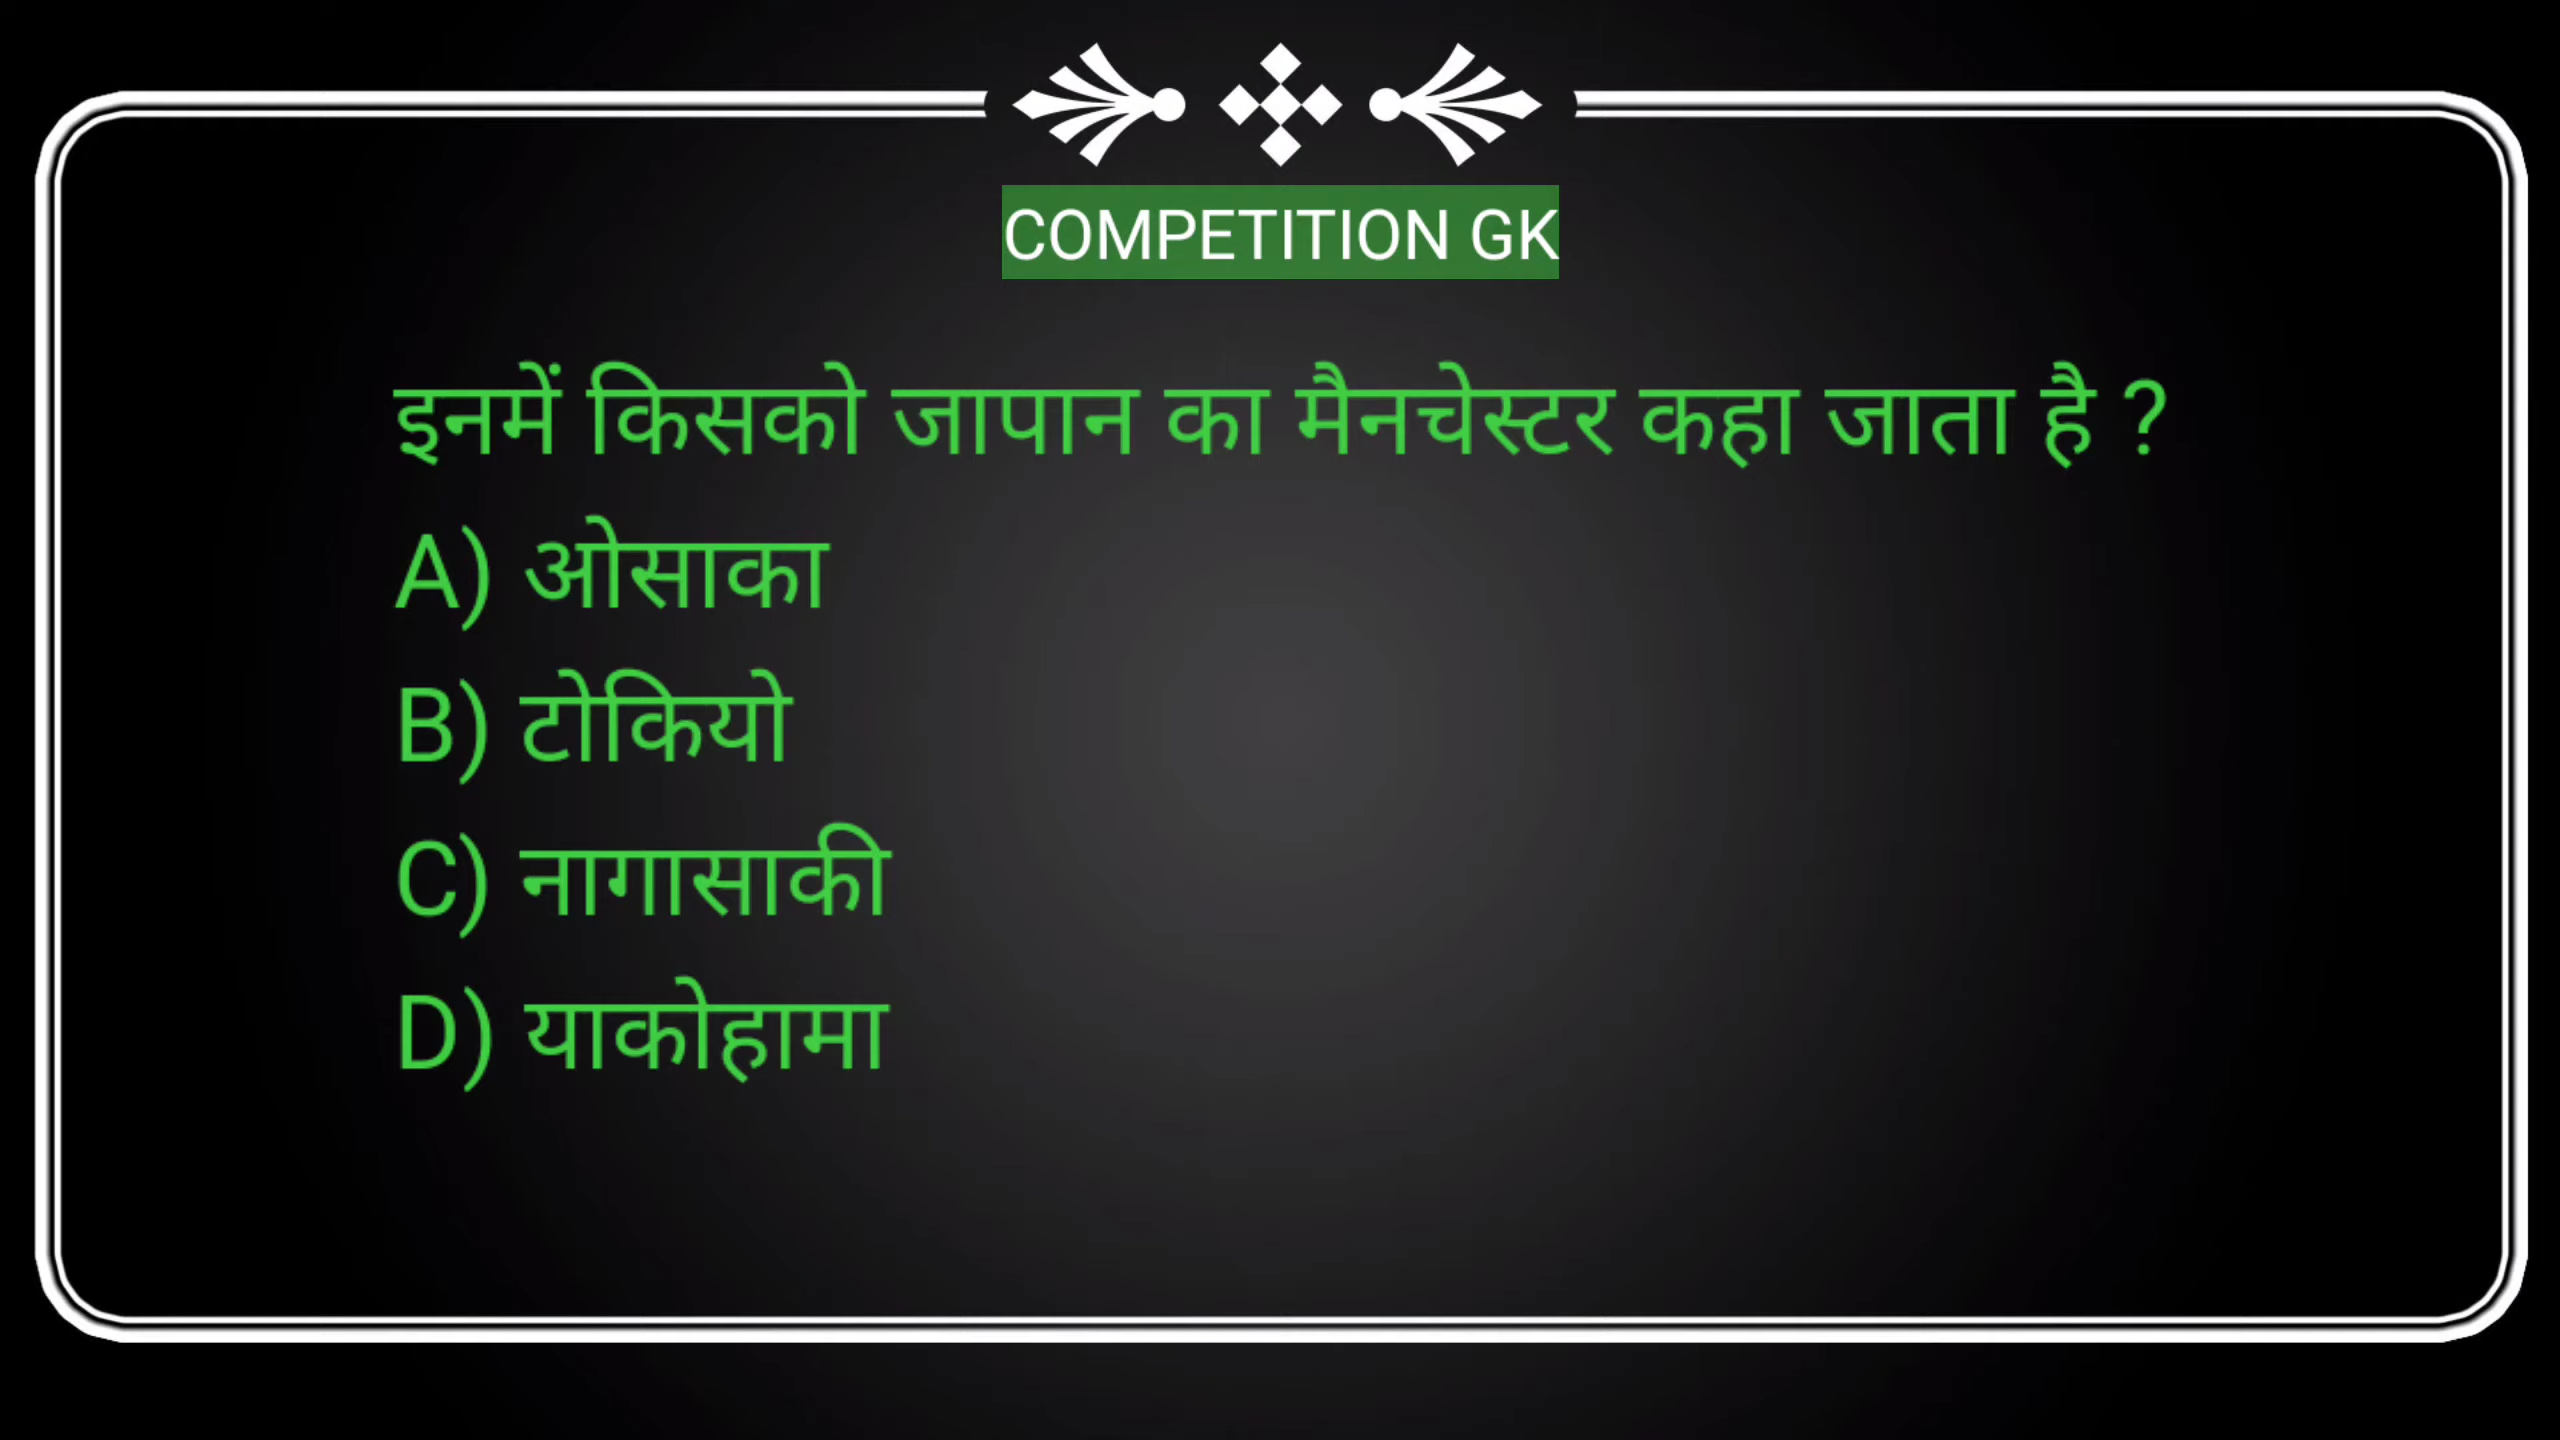 COMPETITION GK
इनमें किसको जापान का मैनचेस्टर कहा जाता है ?
A) ओसाका
B) टोकियो
C) नागासाकी
D) याकोहामा